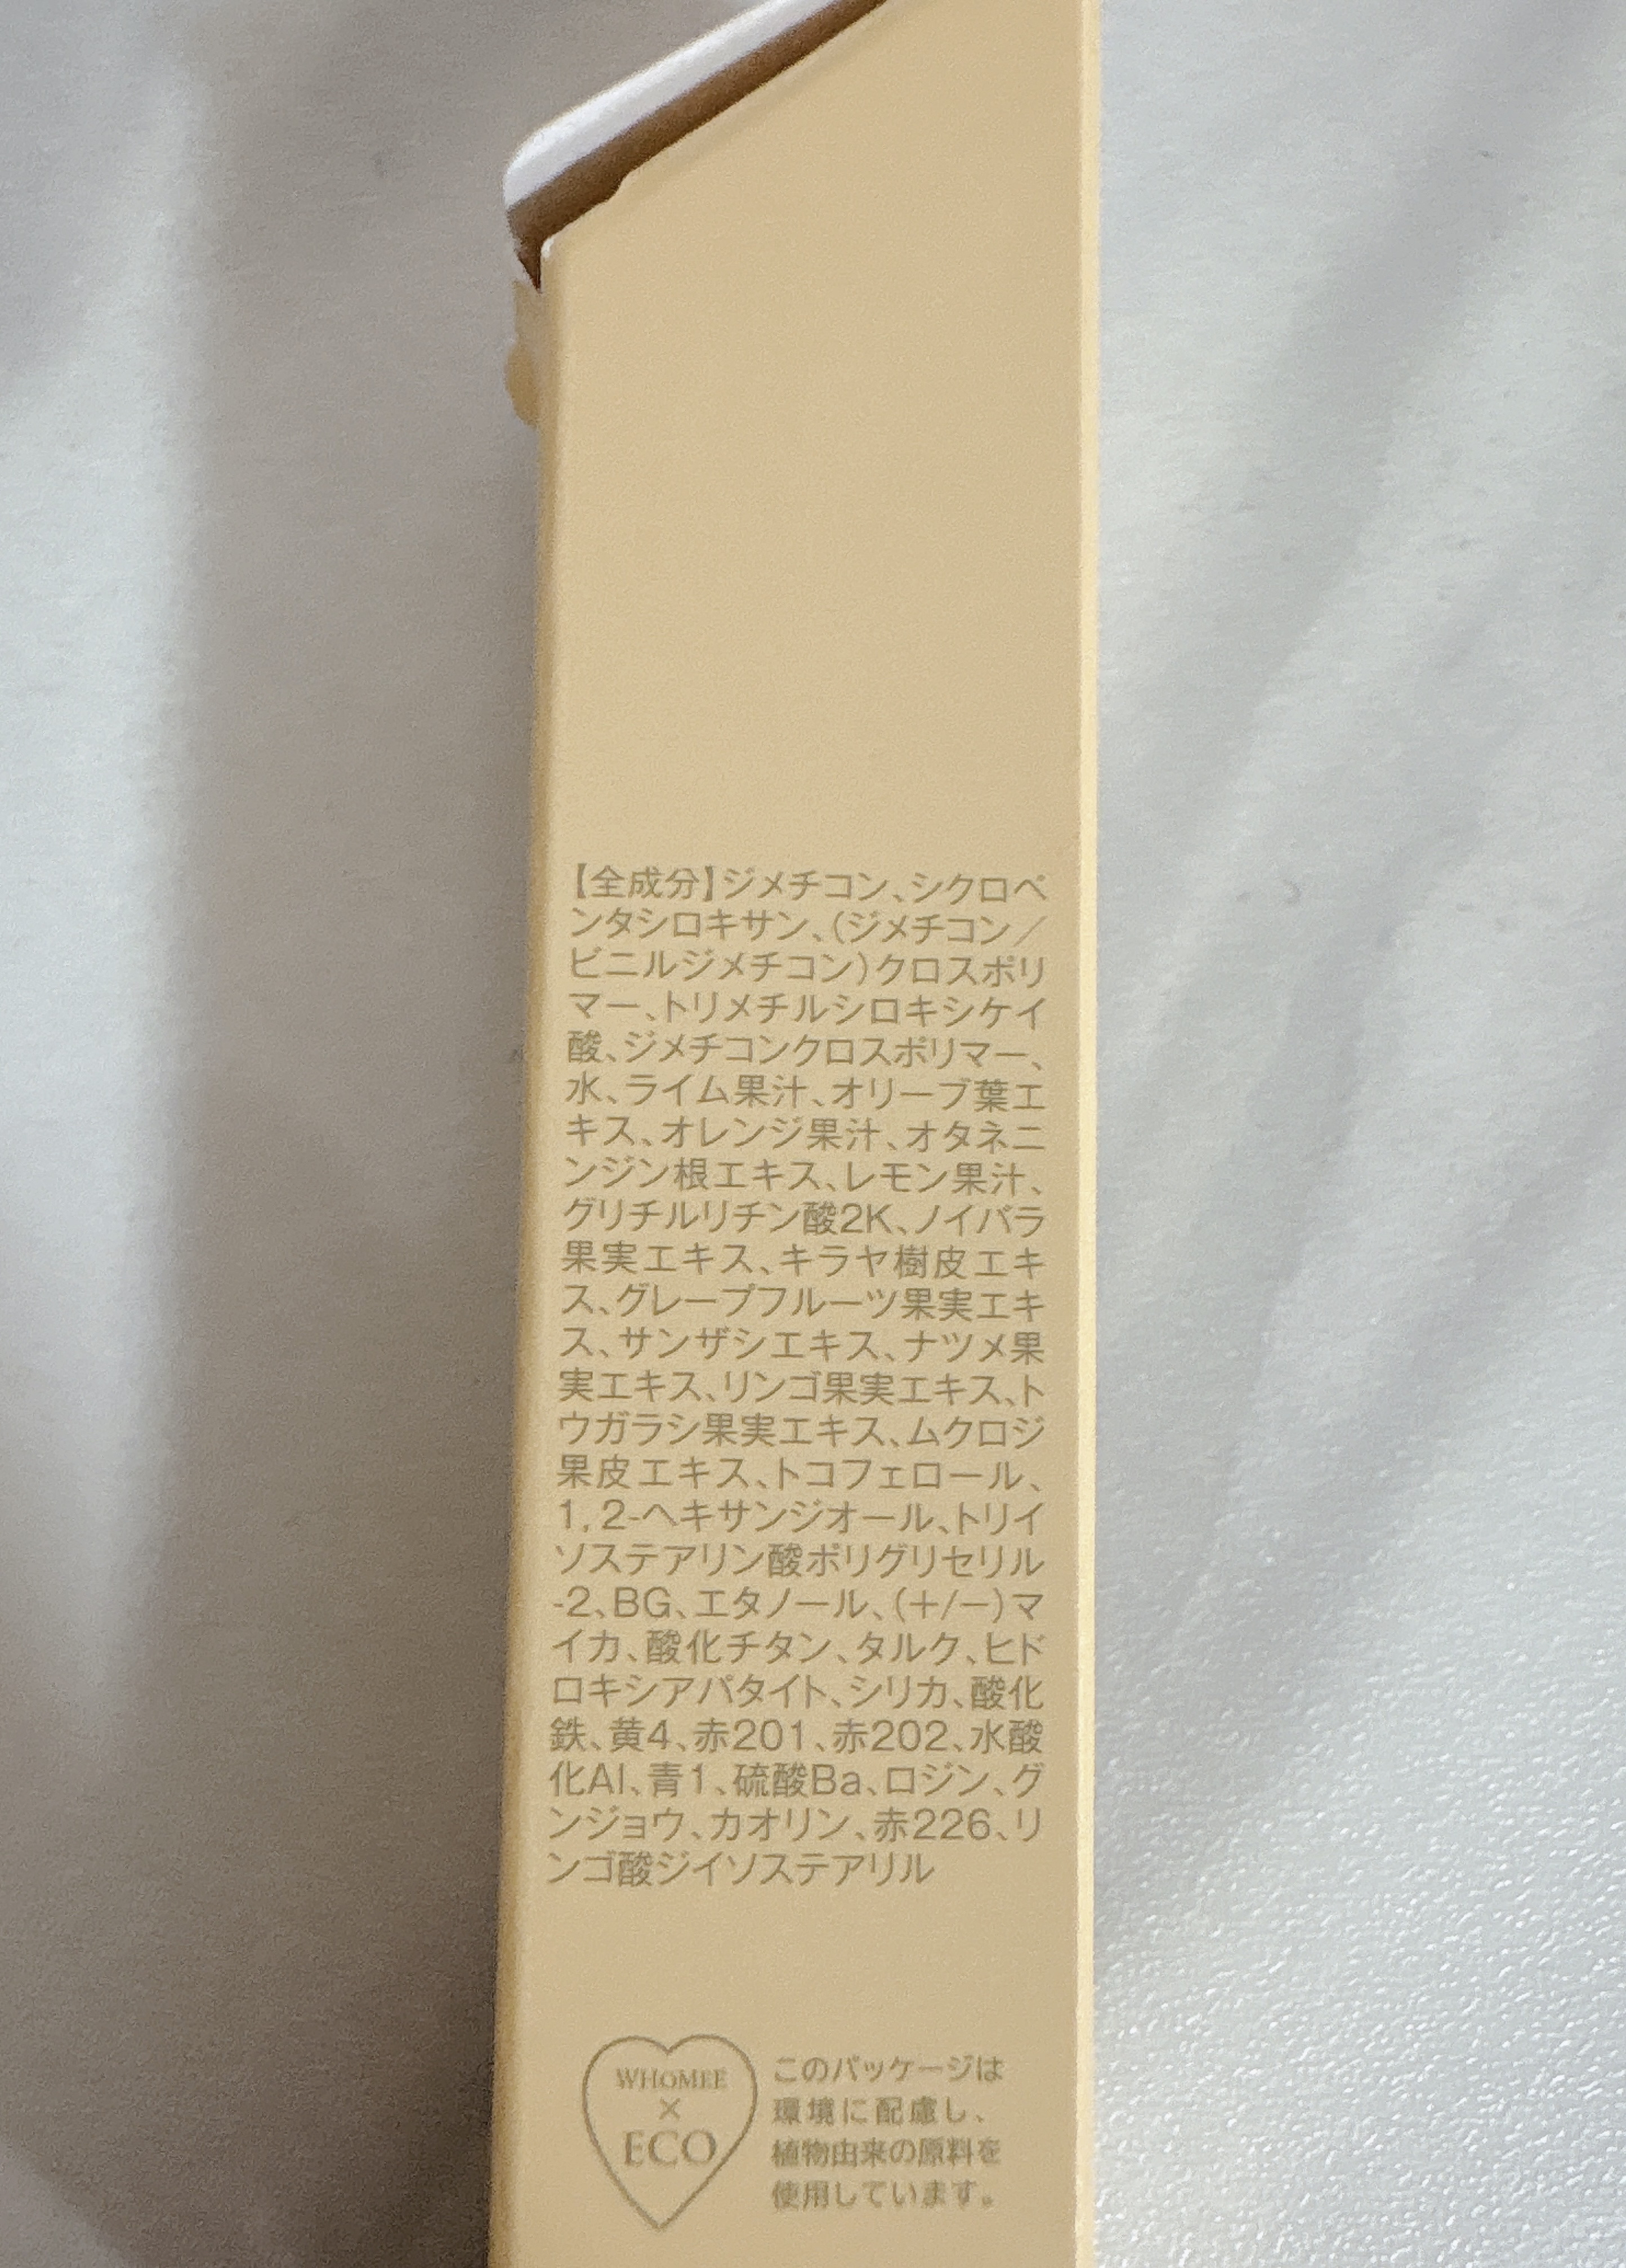 【全成分】ジメチコン、シクロペ
ンタシロキサン、(ジメチコン／
ビニルジメチコン)クロスポリ
マー、トリメチルシロキシケイ
酸、ジメチコンクロスポリマー、
水、ライム果汁、オリーブ葉エ
キス、オレンジ果汁、オタネニ
ンジン根エキス、レモン果汁、
グリチルリチン酸2K、ノイバラ
果実エキス、キラヤ樹皮エキ
ス、グレープフルーツ果実エキ
ス、サンザシエキス、ナツメ果
実エキス、リンゴ果実エキス、ト
ウガラシ果実エキス、ムクロジ
果皮エキス、トコフェロール、
1,2-ヘキサンジオール、トリイ
ソステアリン酸ポリグリセリル
-2、BG、エタノール、(＋/－)マ
イカ、酸化チタン、タルク、ヒド
ロキシアパタイト、シリカ、酸化
鉄、黄4、赤201、赤202、水酸
化Al、青1、硫酸Ba、ロジン、グ
ンジョウ、カオリン、赤226、リ
ンゴ酸ジイソステアリル
WHOMEE
×
ECO
このパッケージは
環境に配慮し、
植物由来の原料を
使用しています。